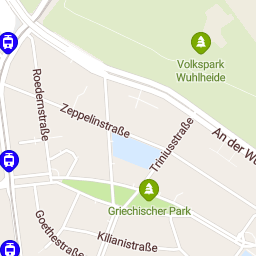 Volkspark
Wuhlheide
Roedernstraße
Zeppelinstraße
Triniusstraße
An der Wu
Griechischer Park
Goethestraße
Kilianistraße